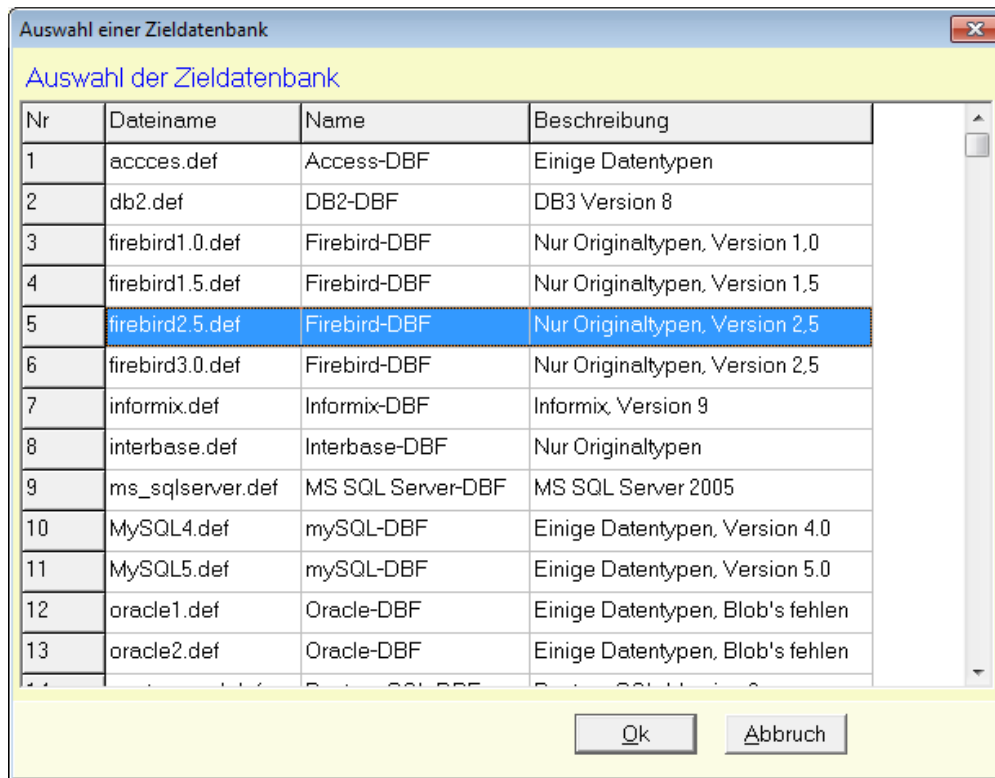 Auswahl einer Zieldatenbank
Auswahl der Zieldatenbank
Nr Dateiname Name Beschreibung
1 accces.def Access-DBF Einige Datentypen
2 db2.def DB2-DBF DB3 Version 8
3 firebird1.0.def Firebird-DBF Nur Originaltypen, Version 1,0
4 firebird1.5.def Firebird-DBF Nur Originaltypen, Version 1,5
5 firebird2.5.def Firebird-DBF Nur Originaltypen, Version 2,5
6 firebird3.0.def Firebird-DBF Nur Originaltypen, Version 2,5
7 informix.def Informix-DBF Informix, Version 9
8 interbase.def Interbase-DBF Nur Originaltypen
9 ms_sqlserver.def MS SQL Server-DBF MS SQL Server 2005
10 MySQL4.def mySQL-DBF Einige Datentypen, Version 4.0
11 MySQL5.def mySQL-DBF Einige Datentypen, Version 5.0
12 oracle1.def Oracle-DBF Einige Datentypen, Blob's fehlen
13 oracle2.def Oracle-DBF Einige Datentypen, Blob's fehlen
Ok Abbruch